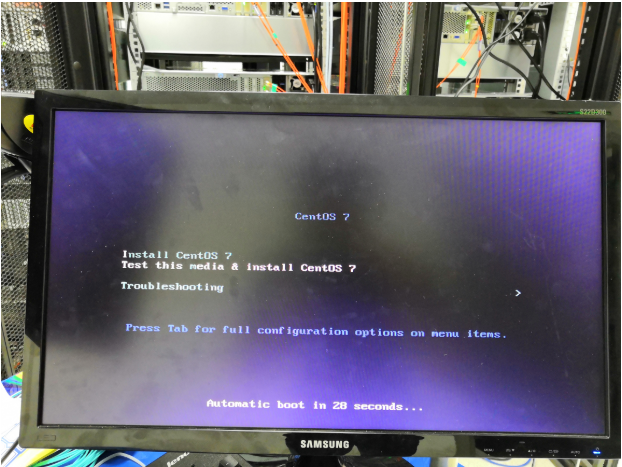 CentOS 7
Install CentOS 7
Test this media & install CentOS 7
Troubleshooting >
Press Tab for full configuration options on menu items.
Automatic boot in 28 seconds...
SAMSUNG
MENU